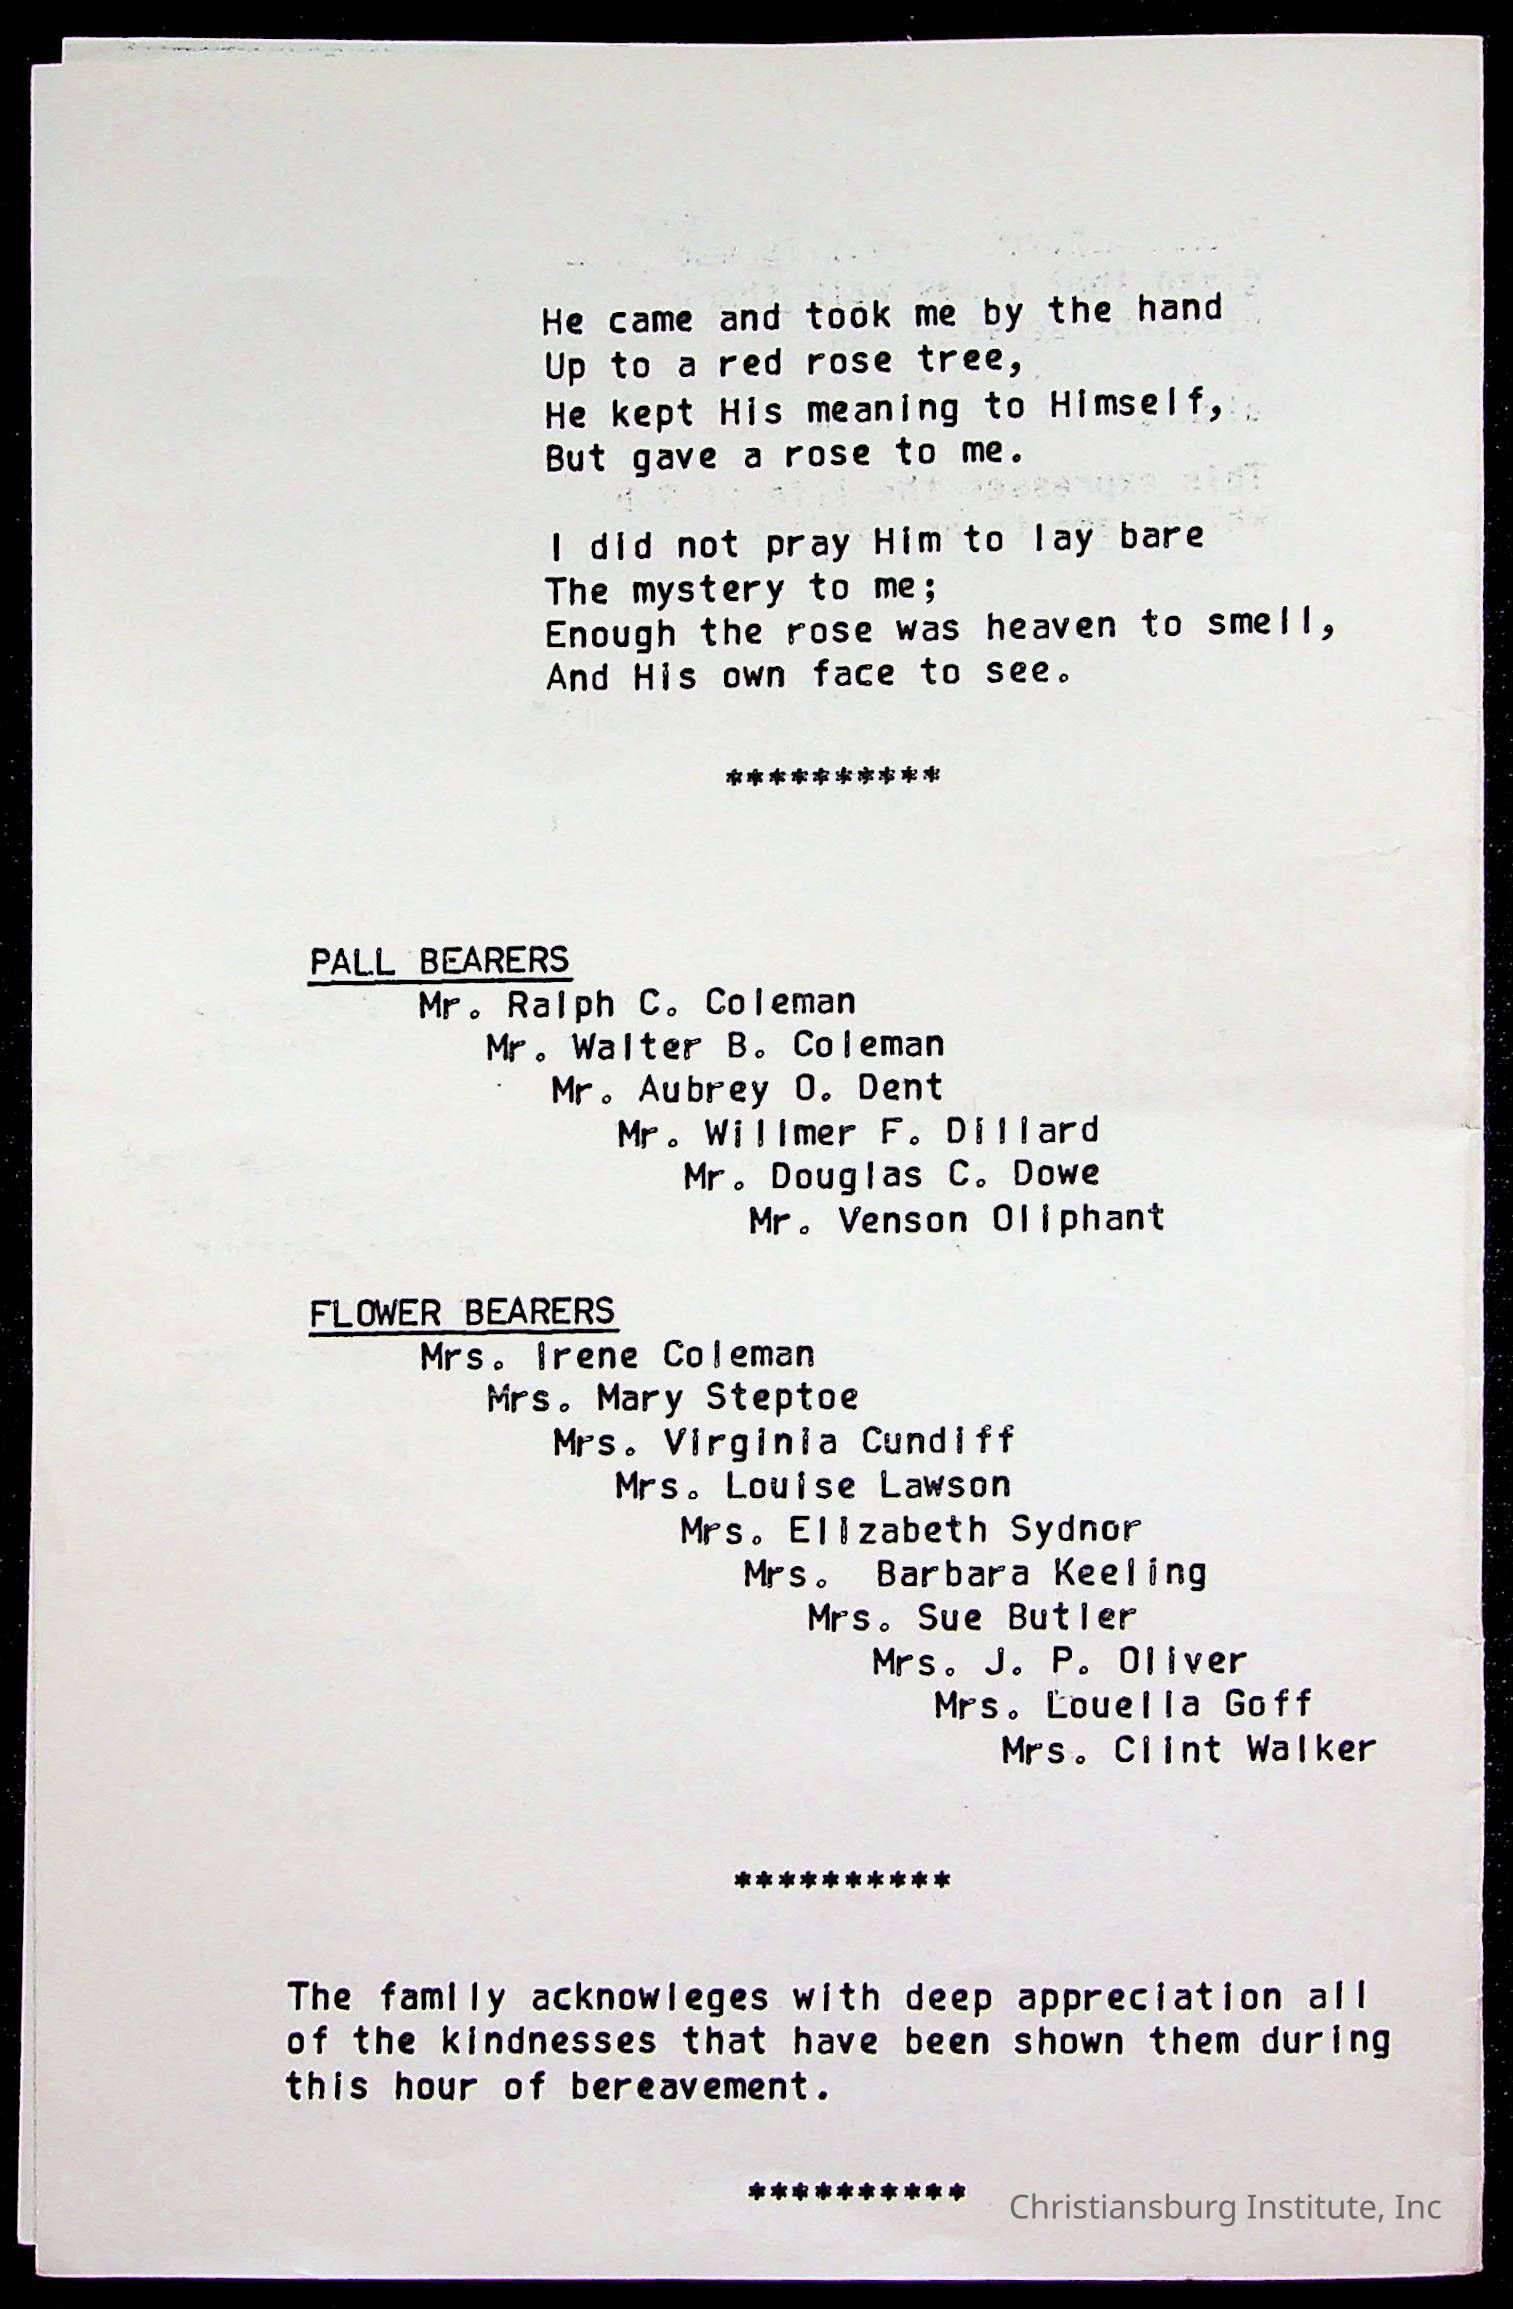 He came and took me by the hand
Up to a red rose tree,
He kept His meaning to Himself,
But gave a rose to me.
I did not pray Him to lay bare
The mystery to me;
Enough the rose was heaven to smell,
And His own face to see.
**********
PALL BEARERS
Mr. Ralph C. Coleman
Mr. Walter B. Coleman
Mr. Aubrey O. Dent
Mr. Willmer F. Dillard
Mr. Douglas C. Dowe
Mr. Venson Oliphant
FLOWER BEARERS
Mrs. Irene Coleman
Mrs. Mary Steptoe
Mrs. Virginia Cundiff
Mrs. Louise Lawson
Mrs. Elizabeth Sydnor
Mrs. Barbara Keeling
Mrs. Sue Butler
Mrs. J. P. Oliver
Mrs. Louella Goff
Mrs. Clint Walker
**********
The family acknowleges with deep appreciation all
of the kindnesses that have been shown them during
this hour of bereavement.
**********
Christiansburg Institute, Inc